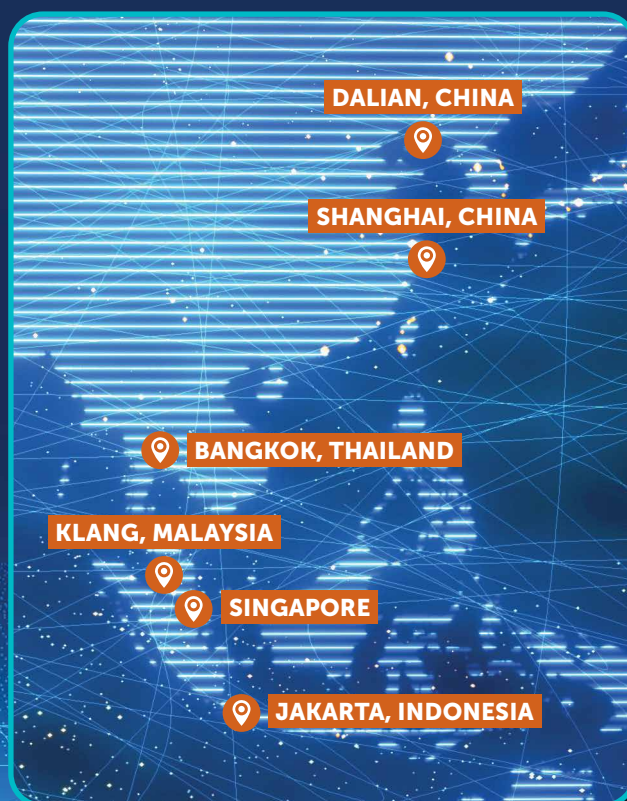 DALIAN, CHINA
SHANGHAI, CHINA
BANGKOK, THAILAND
KLANG, MALAYSIA
SINGAPORE
JAKARTA, INDONESIA